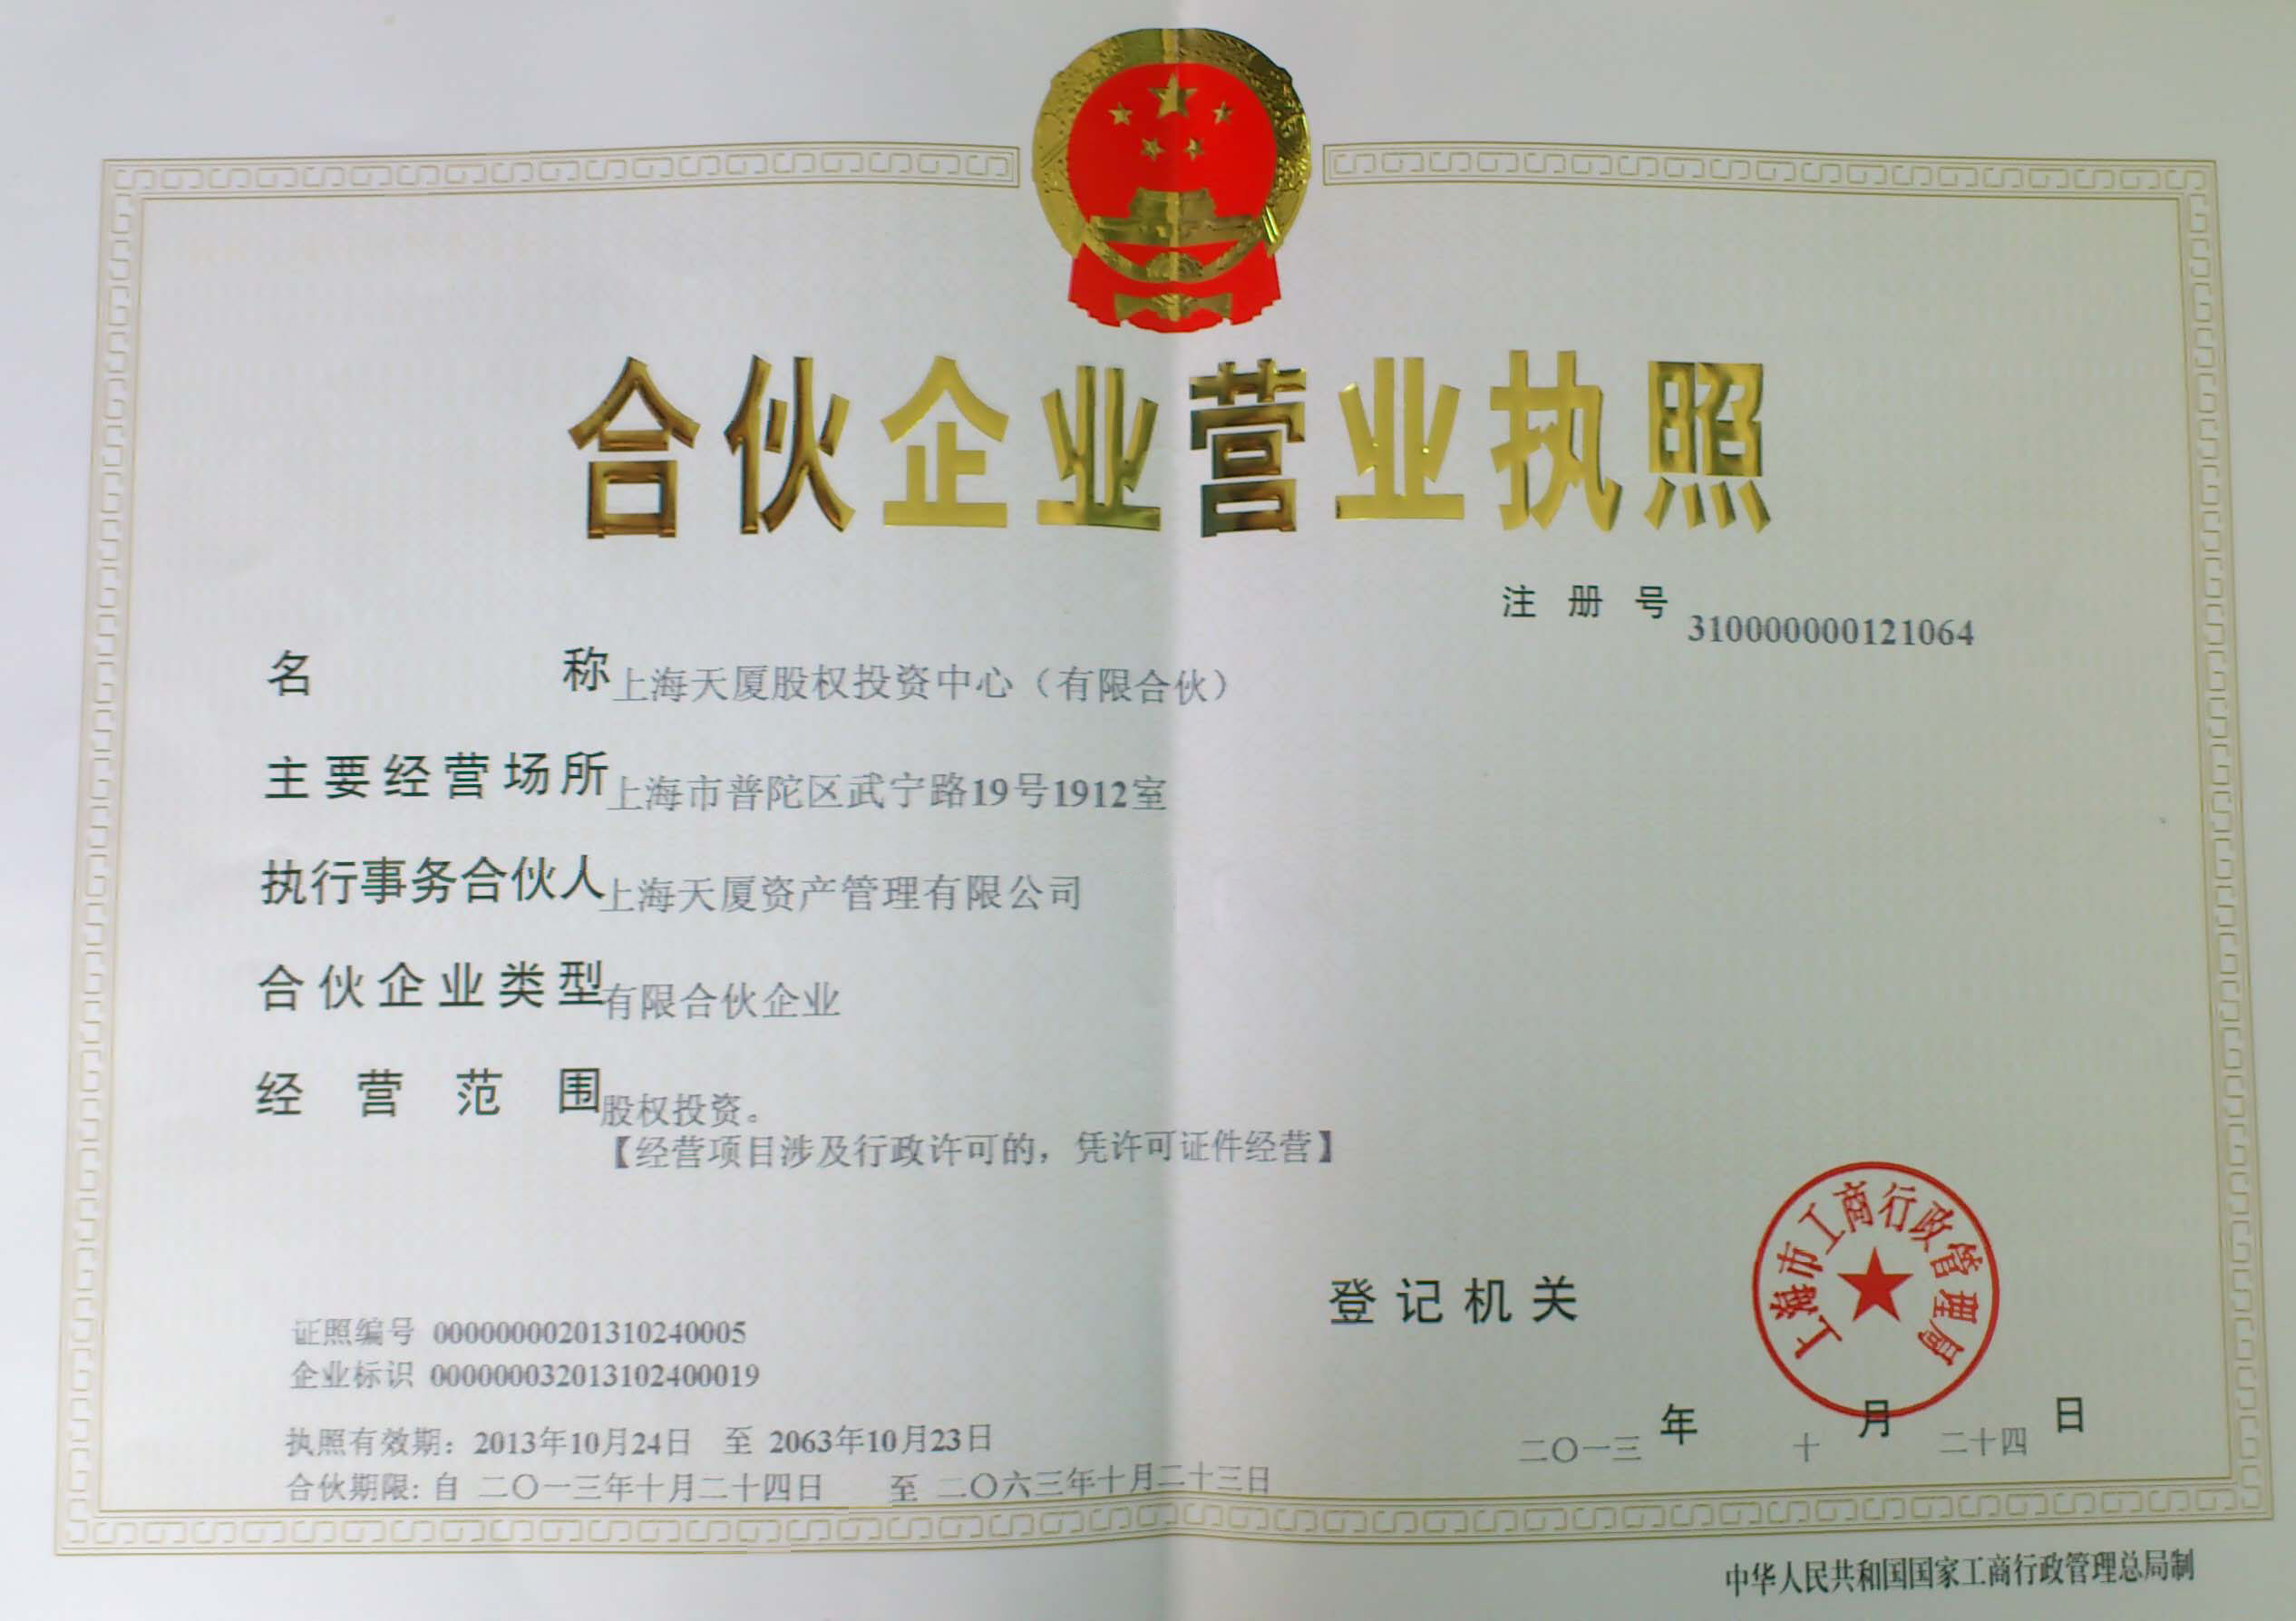 合伙企业营业执照
注册号 310000000121064
名称 上海天厦股权投资中心（有限合伙）
主要经营场所 上海市普陀区武宁路19号1912室
执行事务合伙人 上海天厦资产管理有限公司
合伙企业类型 有限合伙企业
经营范围 股权投资。
【经营项目涉及行政许可的，凭许可证件经营】
上海市工商行政管理局
登记机关
证照编号 00000000201310240005
企业标识 000000032013102400019
执照有效期：2013年10月24日 至 2063年10月23日
合伙期限：自 二〇一三年十月二十四日 至 二〇六三年十月二十三日
二〇一三年十月二十四日
中华人民共和国国家工商行政管理总局制